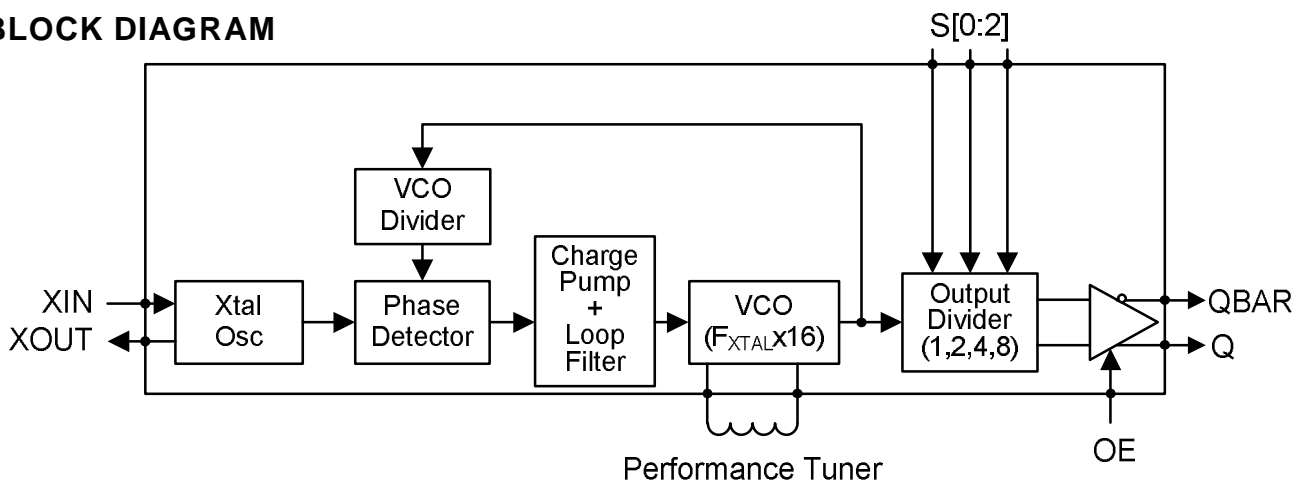 BLOCK DIAGRAM
S[0:2]
VCO
Divider
XIN
XOUT
Xtal
Osc
Phase
Detector
Charge
Pump
+
Loop
Filter
VCO
(FXTALx16)
Output
Divider
(1,2,4,8)
QBAR
Q
OE
Performance Tuner